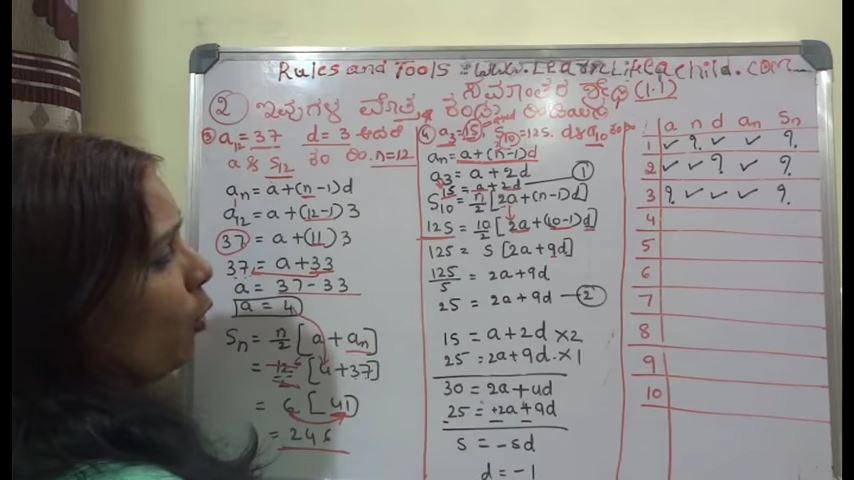 Rules and Tools : www.LearnLikeachild.com
ಸಮಾಂತರ ಶ್ರೇಢಿ (1.1)
② ಇವುಗಳ ಮೊತ್ತ ಕಂಡು ಹಿಡಿಯಿರಿ
③ a₁₂ = 37 d = 3 ಆದರೆ
a & S₁₂ ಕಂ. ಹಿ. n=12
aₙ = a+(n-1)d
a₁₂ = a+(12-1)3
37 = a+(11)3
37 = a+33
a = 37-33
a = 4
Sₙ = n/2 [a + aₙ]
= 12/2 6 [4+37]
= 6 [41]
= 246
④ a₃=15, and S₁₀=125. d & a₁₀ ಕಂ ಹಿ
aₙ = a+(n-1)d
a₃ = a+2d
15 = a+2d — ①
S₁₀ = n/2 [2a+(n-1)d]
125 = 10/2 [2a+(10-1)d]
125 = 5 [2a+9d]
125/5 = 2a+9d
25 = 2a+9d — ②
15 = a+2d ×2
25 = 2a+9d ×1
30 = 2a+4d
25 = 2a+9d
5 = -5d
d = -1
a n d aₙ Sₙ
1 ✓ ? ✓ ✓ ?
2 ✓ ✓ ? ✓ ?
3 ? ✓ ✓ ✓ ?
4
5
6
7
8
9
10